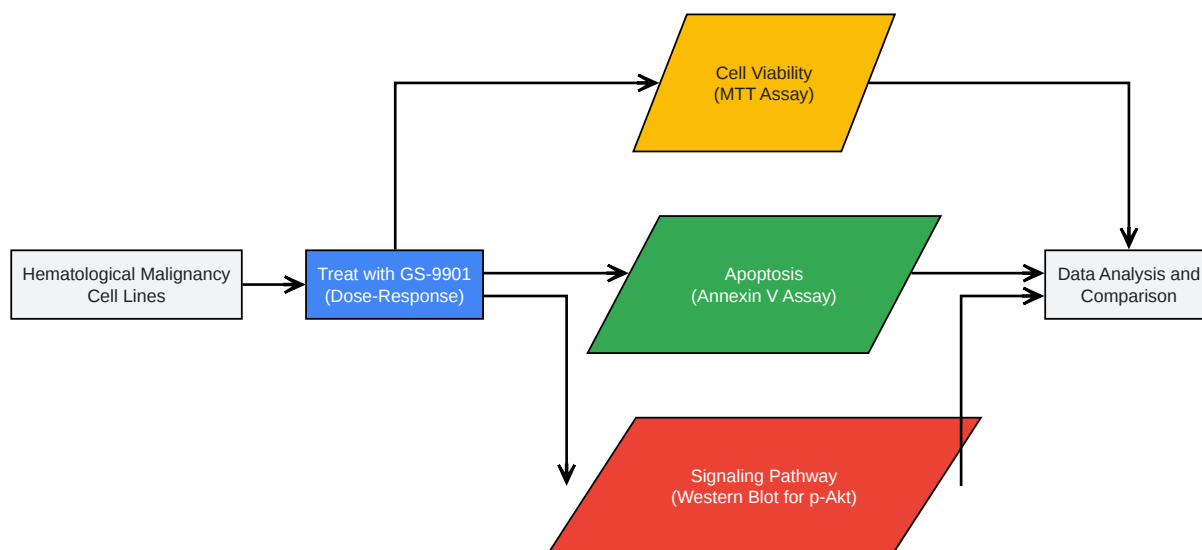 Hematological Malignancy
Cell Lines
Treat with GS-9901
(Dose-Response)
Cell Viability
(MTT Assay)
Apoptosis
(Annexin V Assay)
Signaling Pathway
(Western Blot for p-Akt)
Data Analysis and
Comparison